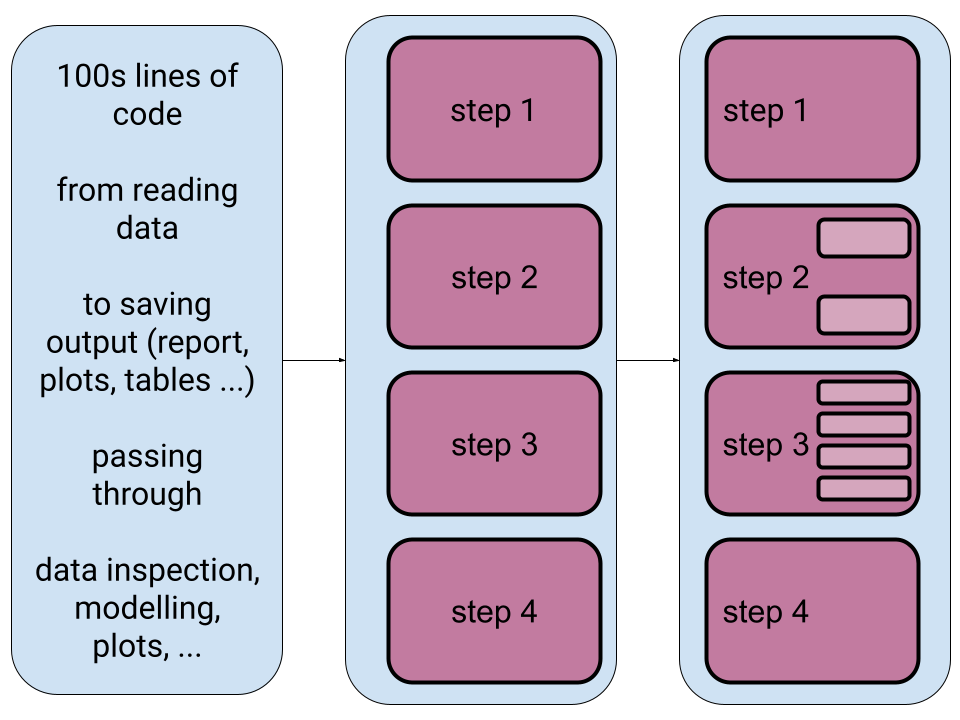 100s lines of
code
from reading
data
to saving
output (report,
plots, tables ...)
passing
through
data inspection,
modelling,
plots, ...
step 1
step 2
step 3
step 4
step 1
step 2
step 3
step 4